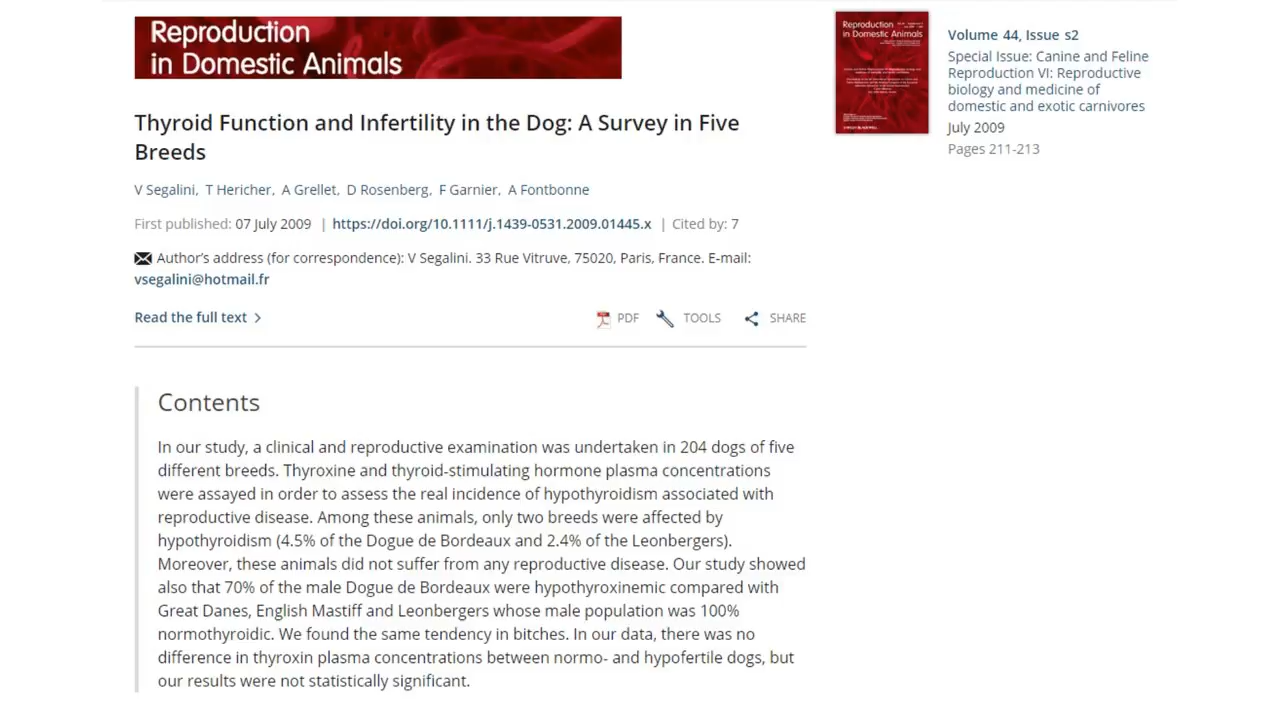 Reproduction
in Domestic Animals
Thyroid Function and Infertility in the Dog: A Survey in Five
Breeds
V Segalini, T Hericher, A Grellet, D Rosenberg, F Garnier, A Fontbonne
First published: 07 July 2009 | https://doi.org/10.1111/j.1439-0531.2009.01445.x | Cited by: 7
Author's address (for correspondence): V Segalini. 33 Rue Vitruve, 75020, Paris, France. E-mail:
vsegalini@hotmail.fr
Read the full text >
PDF TOOLS SHARE
Contents
In our study, a clinical and reproductive examination was undertaken in 204 dogs of five
different breeds. Thyroxine and thyroid-stimulating hormone plasma concentrations
were assayed in order to assess the real incidence of hypothyroidism associated with
reproductive disease. Among these animals, only two breeds were affected by
hypothyroidism (4.5% of the Dogue de Bordeaux and 2.4% of the Leonbergers).
Moreover, these animals did not suffer from any reproductive disease. Our study showed
also that 70% of the male Dogue de Bordeaux were hypothyroxinemic compared with
Great Danes, English Mastiff and Leonbergers whose male population was 100%
normothyroidic. We found the same tendency in bitches. In our data, there was no
difference in thyroxin plasma concentrations between normo- and hypofertile dogs, but
our results were not statistically significant.
Reproduction
in Domestic Animals
Volume 44, Issue s2
Special Issue: Canine and Feline
Reproduction VI: Reproductive
biology and medicine of
domestic and exotic carnivores
July 2009
Pages 211-213